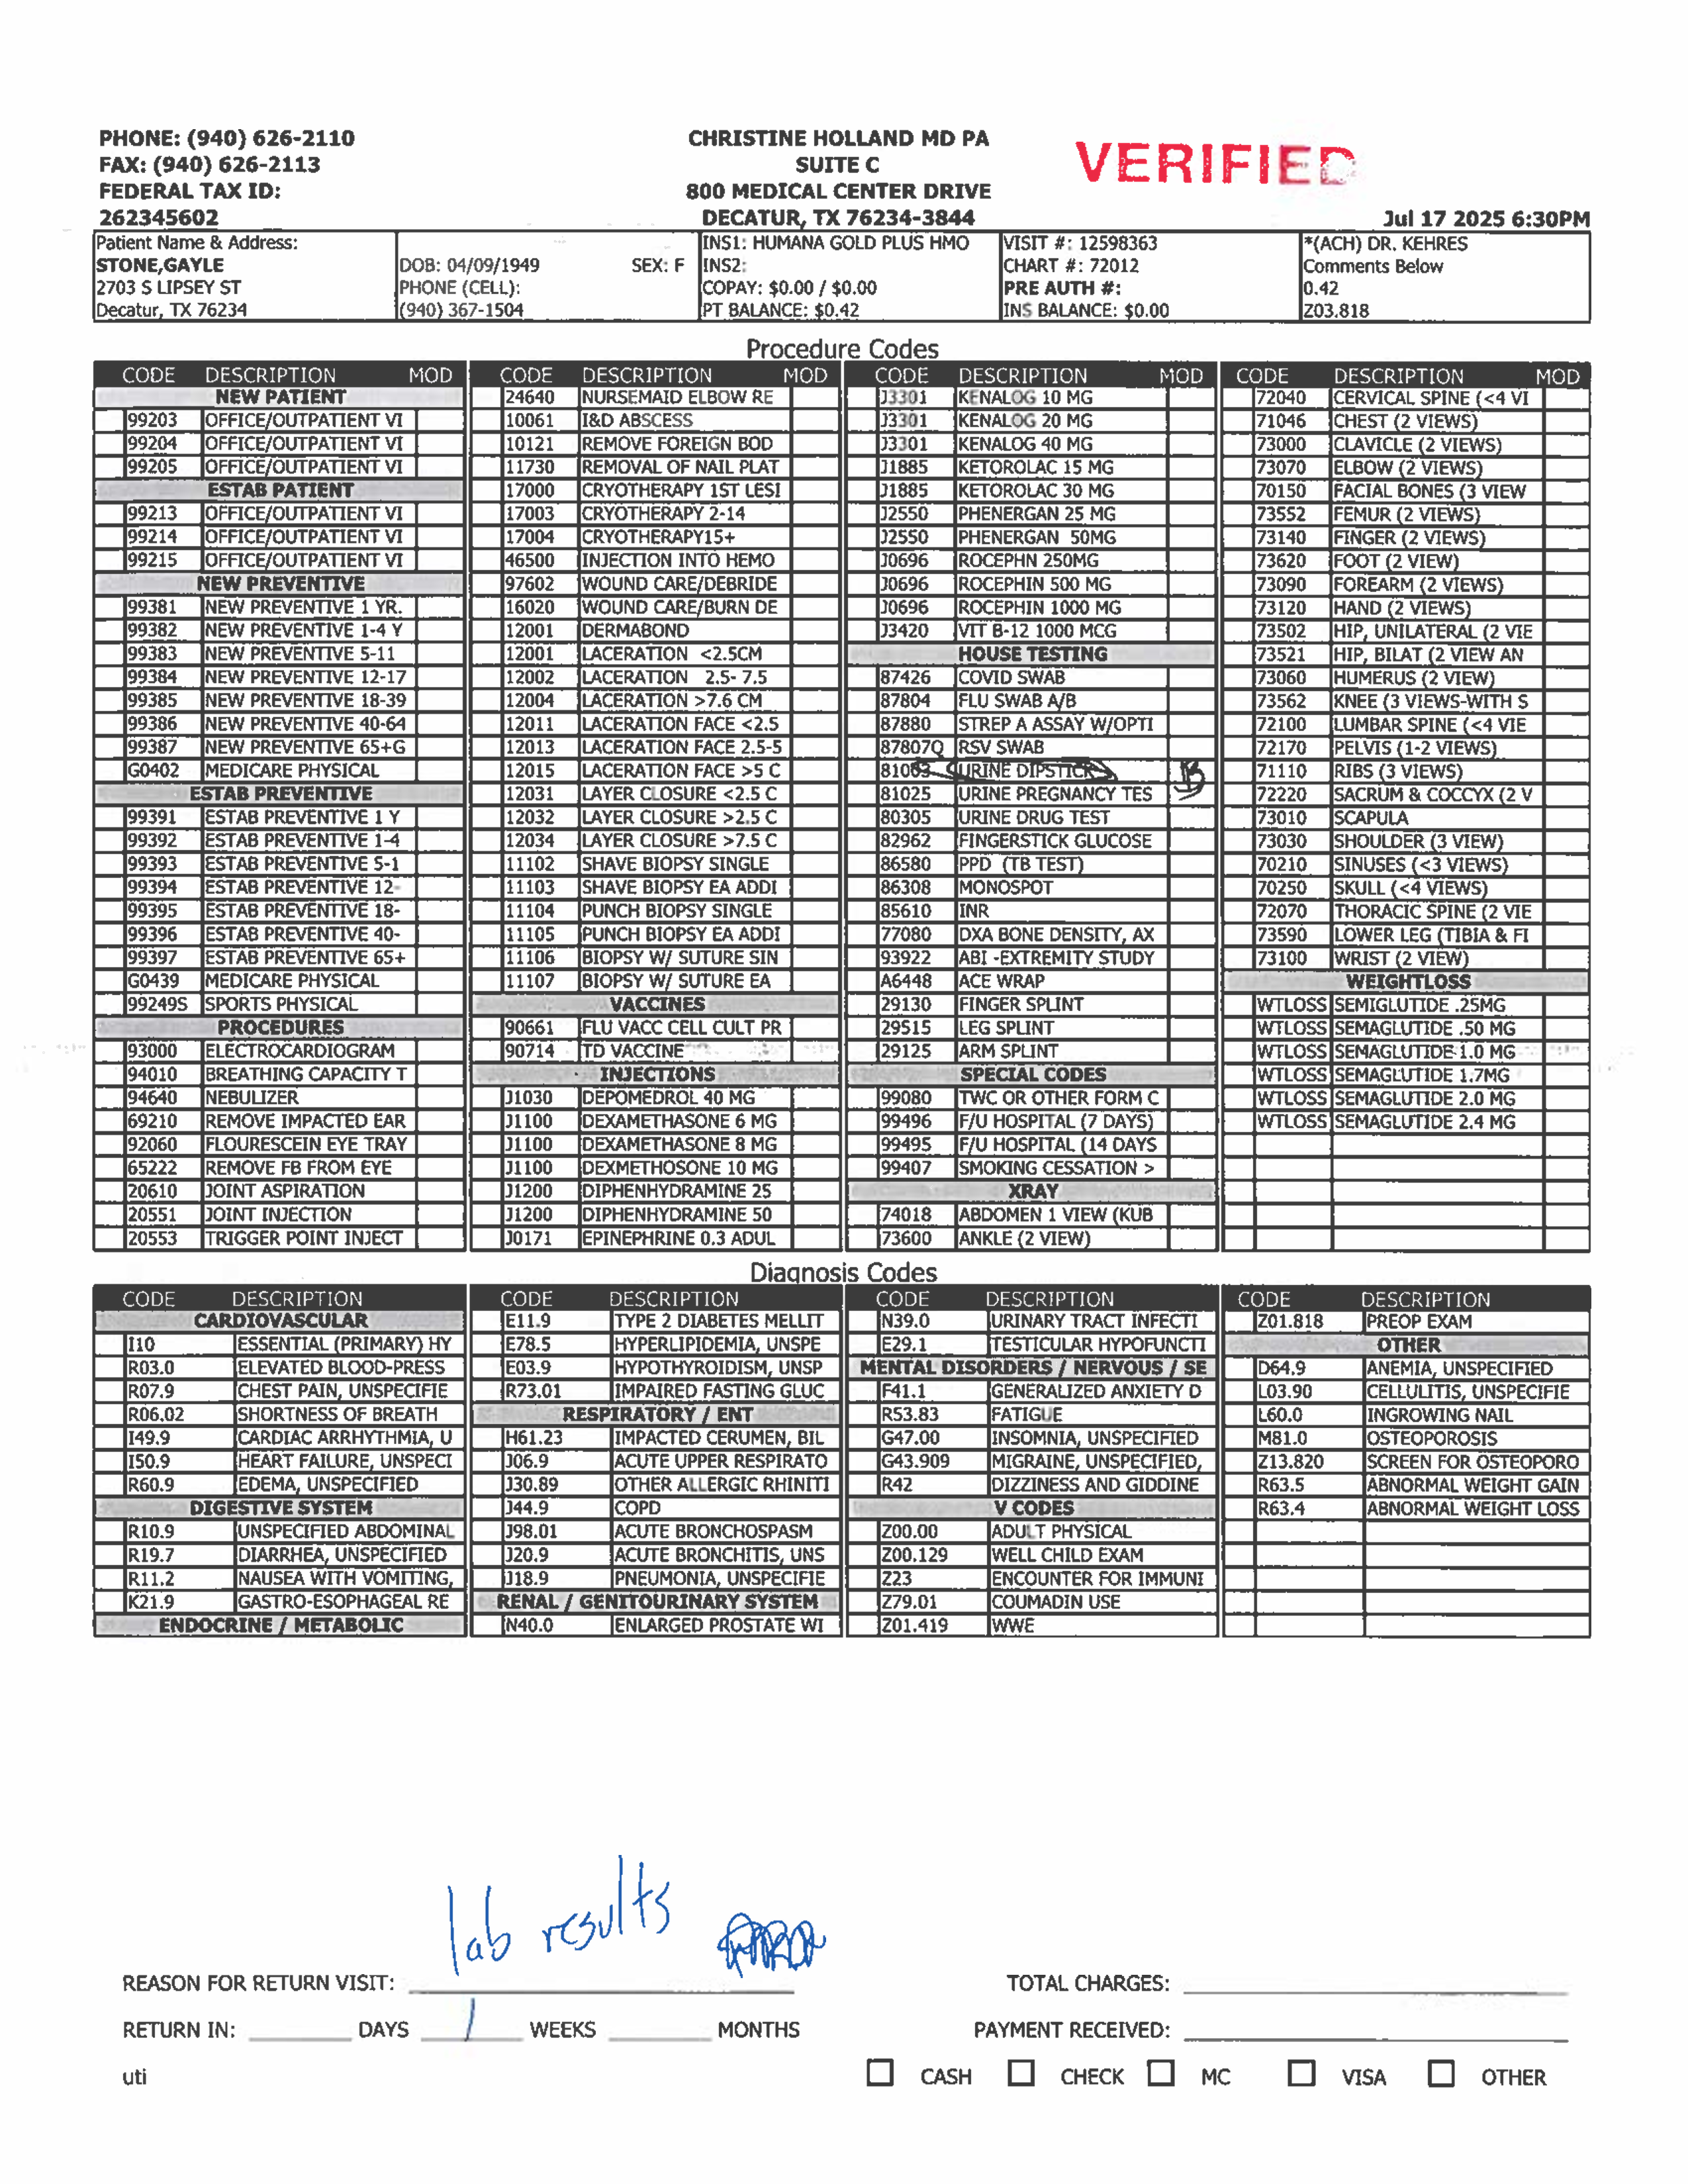 PHONE: (940) 626-2110
FAX: (940) 626-2113
FEDERAL TAX ID:
262345602
CHRISTINE HOLLAND MD PA
SUITE C
800 MEDICAL CENTER DRIVE
DECATUR, TX 76234-3844
VERIFIED
Jul 17 2025 6:30PM
Patient Name & Address:
STONE,GAYLE
2703 S LIPSEY ST
Decatur, TX 76234
DOB: 04/09/1949 SEX: F
PHONE (CELL):
(940) 367-1504
INS1: HUMANA GOLD PLUS HMO
INS2:
COPAY: $0.00 / $0.00
PT BALANCE: $0.42
VISIT #: 12598363
CHART #: 72012
PRE AUTH #:
INS BALANCE: $0.00
*(ACH) DR. KEHRES
Comments Below
0.42
Z03.818
Procedure Codes
CODE DESCRIPTION MOD
NEW PATIENT
99203 OFFICE/OUTPATIENT VI
99204 OFFICE/OUTPATIENT VI
99205 OFFICE/OUTPATIENT VI
ESTAB PATIENT
99213 OFFICE/OUTPATIENT VI
99214 OFFICE/OUTPATIENT VI
99215 OFFICE/OUTPATIENT VI
NEW PREVENTIVE
99381 NEW PREVENTIVE 1 YR.
99382 NEW PREVENTIVE 1-4 Y
99383 NEW PREVENTIVE 5-11
99384 NEW PREVENTIVE 12-17
99385 NEW PREVENTIVE 18-39
99386 NEW PREVENTIVE 40-64
99387 NEW PREVENTIVE 65+G
G0402 MEDICARE PHYSICAL
ESTAB PREVENTIVE
99391 ESTAB PREVENTIVE 1 Y
99392 ESTAB PREVENTIVE 1-4
99393 ESTAB PREVENTIVE 5-1
99394 ESTAB PREVENTIVE 12-
99395 ESTAB PREVENTIVE 18-
99396 ESTAB PREVENTIVE 40-
99397 ESTAB PREVENTIVE 65+
G0439 MEDICARE PHYSICAL
99249S SPORTS PHYSICAL
PROCEDURES
93000 ELECTROCARDIOGRAM
94010 BREATHING CAPACITY T
94640 NEBULIZER
69210 REMOVE IMPACTED EAR
92060 FLOURESCEIN EYE TRAY
65222 REMOVE FB FROM EYE
20610 JOINT ASPIRATION
20551 JOINT INJECTION
20553 TRIGGER POINT INJECT
CODE DESCRIPTION MOD
24640 NURSEMAID ELBOW RE
10061 I&D ABSCESS
10121 REMOVE FOREIGN BOD
11730 REMOVAL OF NAIL PLAT
17000 CRYOTHERAPY 1ST LESI
17003 CRYOTHERAPY 2-14
17004 CRYOTHERAPY15+
46500 INJECTION INTO HEMO
97602 WOUND CARE/DEBRIDE
16020 WOUND CARE/BURN DE
12001 DERMABOND
12001 LACERATION <2.5CM
12002 LACERATION 2.5- 7.5
12004 LACERATION >7.6 CM
12011 LACERATION FACE <2.5
12013 LACERATION FACE 2.5-5
12015 LACERATION FACE >5 C
12031 LAYER CLOSURE <2.5 C
12032 LAYER CLOSURE >2.5 C
12034 LAYER CLOSURE >7.5 C
11102 SHAVE BIOPSY SINGLE
11103 SHAVE BIOPSY EA ADDI
11104 PUNCH BIOPSY SINGLE
11105 PUNCH BIOPSY EA ADDI
11106 BIOPSY W/ SUTURE SIN
11107 BIOPSY W/ SUTURE EA
VACCINES
90661 FLU VACC CELL CULT PR
90714 TD VACCINE
INJECTIONS
J1030 DEPOMEDROL 40 MG
J1100 DEXAMETHASONE 6 MG
J1100 DEXAMETHASONE 8 MG
J1100 DEXMETHOSONE 10 MG
J1200 DIPHENHYDRAMINE 25
J1200 DIPHENHYDRAMINE 50
J0171 EPINEPHRINE 0.3 ADUL
CODE DESCRIPTION MOD
J3301 KENALOG 10 MG
J3301 KENALOG 20 MG
J3301 KENALOG 40 MG
J1885 KETOROLAC 15 MG
J1885 KETOROLAC 30 MG
J2550 PHENERGAN 25 MG
J2550 PHENERGAN 50MG
J0696 ROCEPHN 250MG
J0696 ROCEPHIN 500 MG
J0696 ROCEPHIN 1000 MG
J3420 VIT B-12 1000 MCG
HOUSE TESTING
87426 COVID SWAB
87804 FLU SWAB A/B
87880 STREP A ASSAY W/OPTI
87807Q RSV SWAB
81003 URINE DIPSTICK
81025 URINE PREGNANCY TES
80305 URINE DRUG TEST
82962 FINGERSTICK GLUCOSE
86580 PPD (TB TEST)
86308 MONOSPOT
85610 INR
77080 DXA BONE DENSITY, AX
93922 ABI -EXTREMITY STUDY
A6448 ACE WRAP
29130 FINGER SPLINT
29515 LEG SPLINT
29125 ARM SPLINT
SPECIAL CODES
99080 TWC OR OTHER FORM C
99496 F/U HOSPITAL (7 DAYS)
99495 F/U HOSPITAL (14 DAYS
99407 SMOKING CESSATION >
XRAY
74018 ABDOMEN 1 VIEW (KUB
73600 ANKLE (2 VIEW)
CODE DESCRIPTION MOD
72040 CERVICAL SPINE (<4 VI
71046 CHEST (2 VIEWS)
73000 CLAVICLE (2 VIEWS)
73070 ELBOW (2 VIEWS)
70150 FACIAL BONES (3 VIEW
73552 FEMUR (2 VIEWS)
73140 FINGER (2 VIEWS)
73620 FOOT (2 VIEW)
73090 FOREARM (2 VIEWS)
73120 HAND (2 VIEWS)
73502 HIP, UNILATERAL (2 VIE
73521 HIP, BILAT (2 VIEW AN
73060 HUMERUS (2 VIEW)
73562 KNEE (3 VIEWS-WITH S
72100 LUMBAR SPINE (<4 VIE
72170 PELVIS (1-2 VIEWS)
71110 RIBS (3 VIEWS)
72220 SACRUM & COCCYX (2 V
73010 SCAPULA
73030 SHOULDER (3 VIEW)
70210 SINUSES (<3 VIEWS)
70250 SKULL (<4 VIEWS)
72070 THORACIC SPINE (2 VIE
73590 LOWER LEG (TIBIA & FI
73100 WRIST (2 VIEW)
WEIGHTLOSS
WTLOSS SEMIGLUTIDE .25MG
WTLOSS SEMAGLUTIDE .50 MG
WTLOSS SEMAGLUTIDE 1.0 MG
WTLOSS SEMAGLUTIDE 1.7MG
WTLOSS SEMAGLUTIDE 2.0 MG
WTLOSS SEMAGLUTIDE 2.4 MG
Diagnosis Codes
CODE DESCRIPTION
CARDIOVASCULAR
I10 ESSENTIAL (PRIMARY) HY
R03.0 ELEVATED BLOOD-PRESS
R07.9 CHEST PAIN, UNSPECIFIE
R06.02 SHORTNESS OF BREATH
I49.9 CARDIAC ARRHYTHMIA, U
I50.9 HEART FAILURE, UNSPECI
R60.9 EDEMA, UNSPECIFIED
DIGESTIVE SYSTEM
R10.9 UNSPECIFIED ABDOMINAL
R19.7 DIARRHEA, UNSPECIFIED
R11.2 NAUSEA WITH VOMITING,
K21.9 GASTRO-ESOPHAGEAL RE
ENDOCRINE / METABOLIC
CODE DESCRIPTION
E11.9 TYPE 2 DIABETES MELLIT
E78.5 HYPERLIPIDEMIA, UNSPE
E03.9 HYPOTHYROIDISM, UNSP
R73.01 IMPAIRED FASTING GLUC
RESPIRATORY / ENT
H61.23 IMPACTED CERUMEN, BIL
J06.9 ACUTE UPPER RESPIRATO
J30.89 OTHER ALLERGIC RHINITI
J44.9 COPD
J98.01 ACUTE BRONCHOSPASM
J20.9 ACUTE BRONCHITIS, UNS
J18.9 PNEUMONIA, UNSPECIFIE
RENAL / GENITOURINARY SYSTEM
N40.0 ENLARGED PROSTATE WI
CODE DESCRIPTION
N39.0 URINARY TRACT INFECTI
E29.1 TESTICULAR HYPOFUNCTI
MENTAL DISORDERS / NERVOUS / SE
F41.1 GENERALIZED ANXIETY D
R53.83 FATIGUE
G47.00 INSOMNIA, UNSPECIFIED
G43.909 MIGRAINE, UNSPECIFIED,
R42 DIZZINESS AND GIDDINE
V CODES
Z00.00 ADULT PHYSICAL
Z00.129 WELL CHILD EXAM
Z23 ENCOUNTER FOR IMMUNI
Z79.01 COUMADIN USE
Z01.419 WWE
CODE DESCRIPTION
Z01.818 PREOP EXAM
OTHER
D64.9 ANEMIA, UNSPECIFIED
L03.90 CELLULITIS, UNSPECIFIE
L60.0 INGROWING NAIL
M81.0 OSTEOPOROSIS
Z13.820 SCREEN FOR OSTEOPORO
R63.5 ABNORMAL WEIGHT GAIN
R63.4 ABNORMAL WEIGHT LOSS
REASON FOR RETURN VISIT: lab results
TOTAL CHARGES:
RETURN IN: DAYS 1 WEEKS MONTHS
PAYMENT RECEIVED:
uti
CASH CHECK MC VISA OTHER